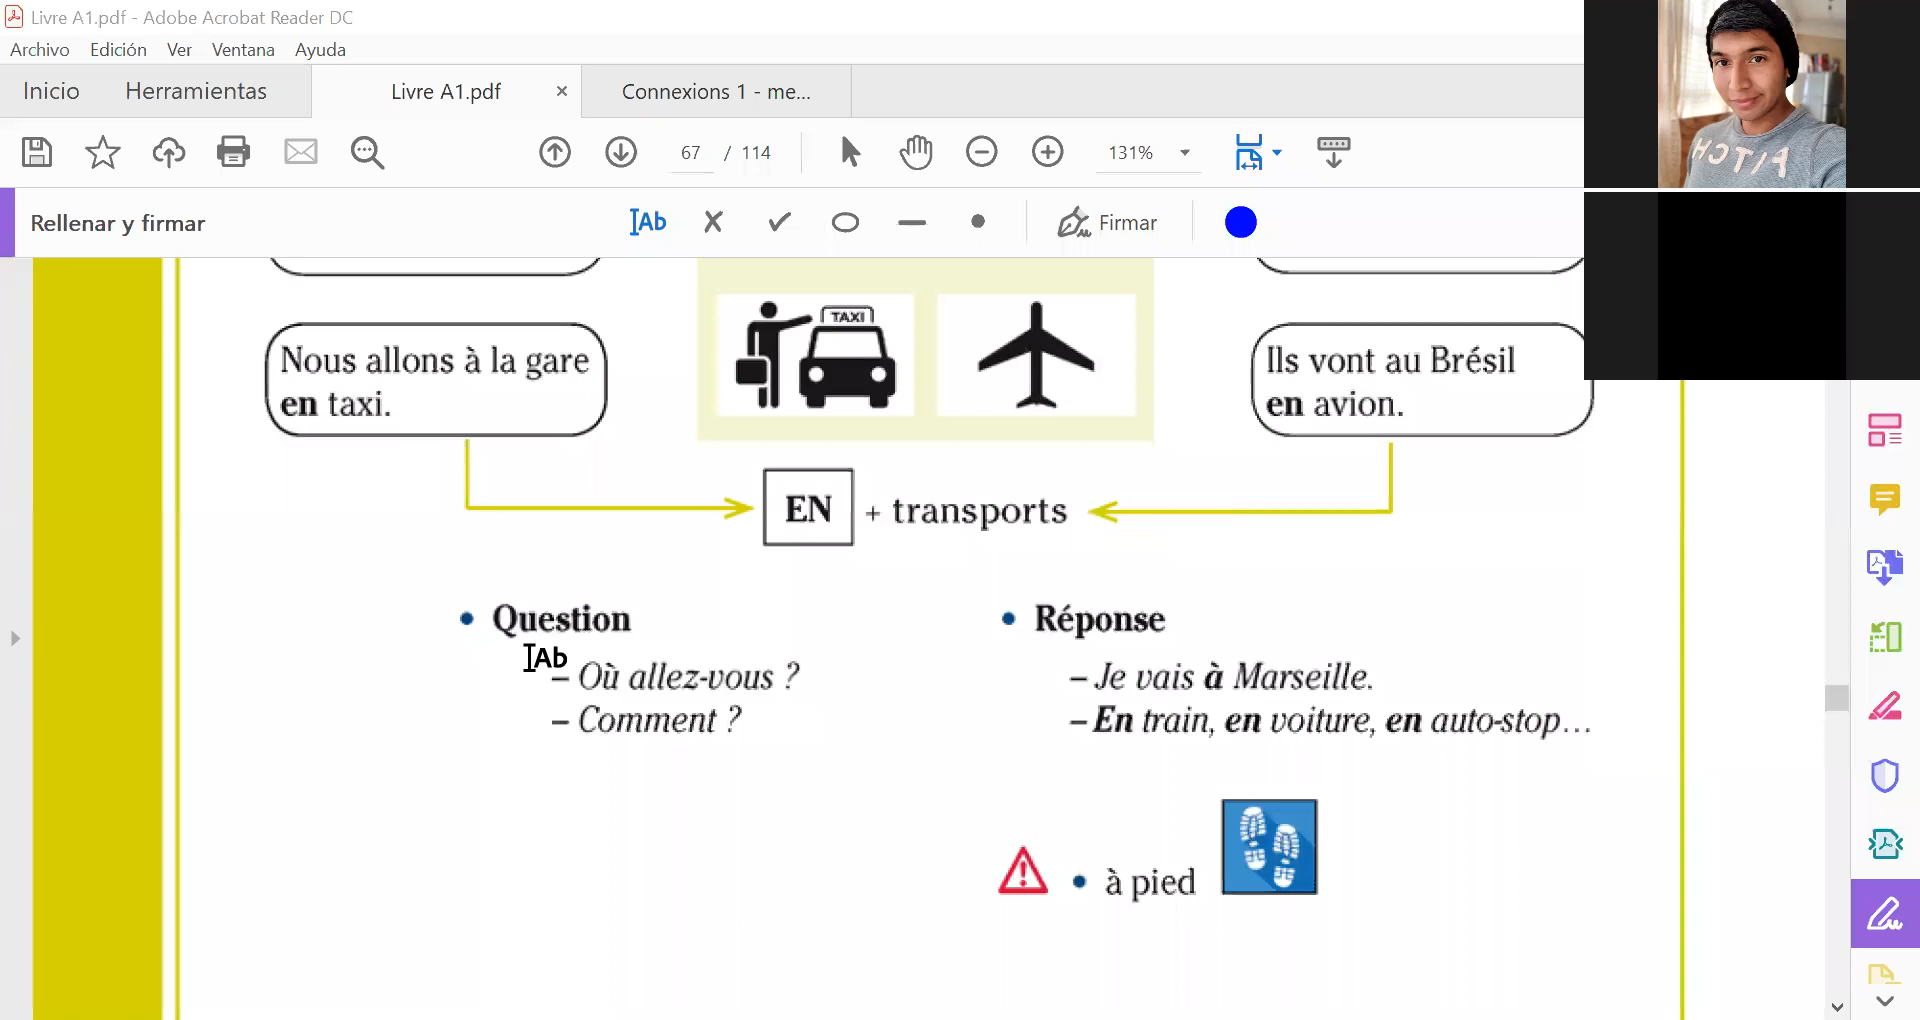 Livre A1.pdf - Adobe Acrobat Reader DC
Archivo Edición Ver Ventana Ayuda
Inicio Herramientas Livre A1.pdf × Connexions 1 - me...
67 / 114 131%
Rellenar y firmar Ab Firmar
Nous allons à la gare
en taxi.
TAXI
Ils vont au Brésil
en avion.
EN + transports
• Question
Ab
– Où allez-vous ?
– Comment ?
• Réponse
– Je vais à Marseille.
– En train, en voiture, en auto-stop…
• à pied